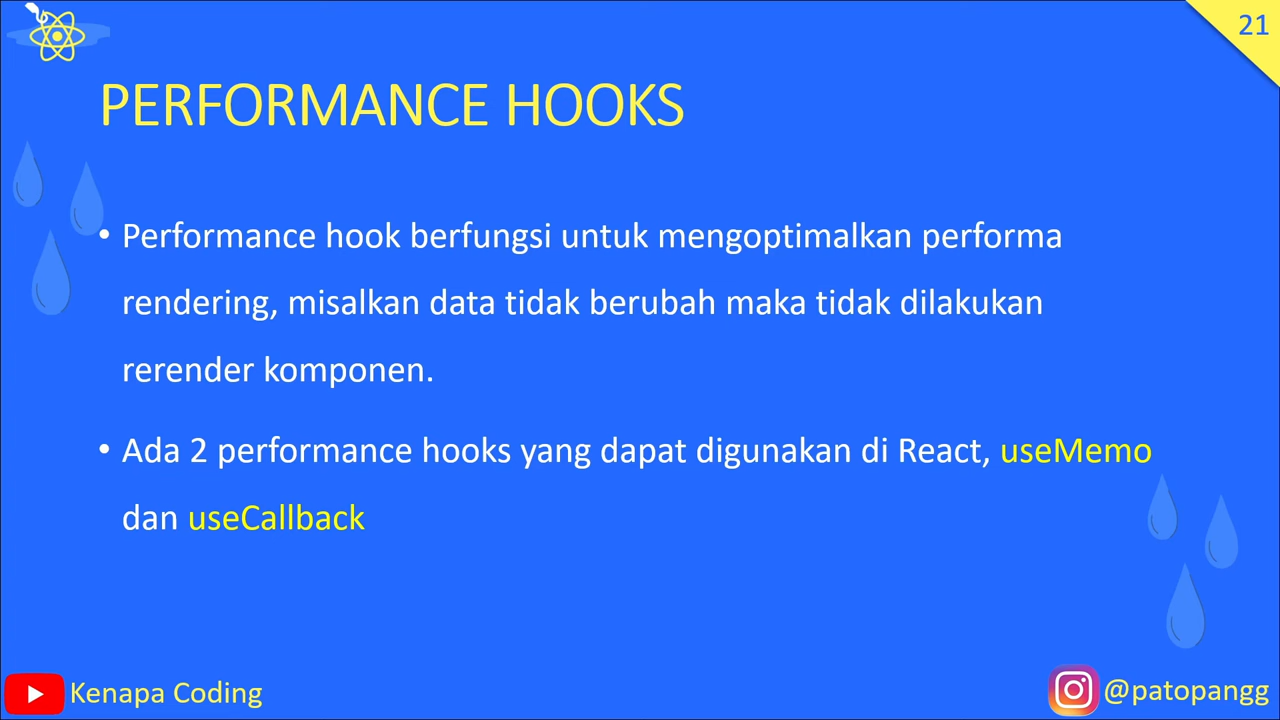 21
PERFORMANCE HOOKS
• Performance hook berfungsi untuk mengoptimalkan performa
rendering, misalkan data tidak berubah maka tidak dilakukan
rerender komponen.
• Ada 2 performance hooks yang dapat digunakan di React, useMemo
dan useCallback
Kenapa Coding
@patopangg